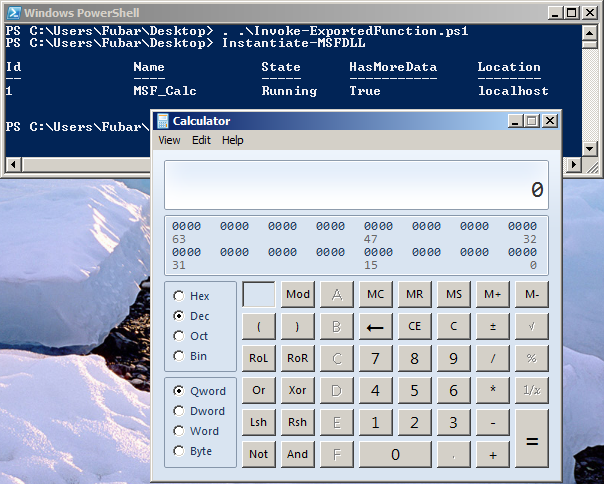 Windows PowerShell
PS C:\Users\Fubar\Desktop> . .\Invoke-ExportedFunction.ps1
PS C:\Users\Fubar\Desktop> Instantiate-MSFDLL
Id Name State HasMoreData Location
-- ---- ----- ----------- --------
1 MSF_Calc Running True localhost
PS C:\Users\Fubar\Deskt
Calculator
View Edit Help
0
0000 0000 0000 0000 0000 0000 0000 0000
63 47 32
0000 0000 0000 0000 0000 0000 0000 0000
31 15 0
Hex Mod A MC MR MS M+ M-
Dec ( ) B ← CE C ± √
Oct RoL RoR C 7 8 9 / %
Bin
Qword Or Xor D 4 5 6 * 1/x
Dword
Word Lsh Rsh E 1 2 3 - =
Byte Not And F 0 . +